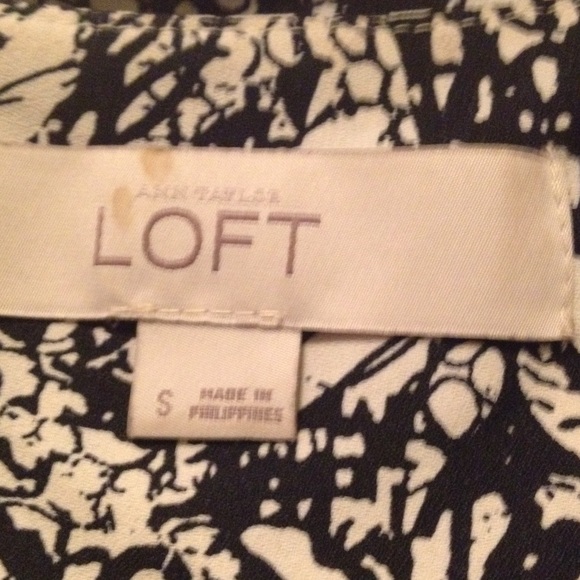 ANN TAYLOR
LOFT
S
MADE IN
PHILIPPINES